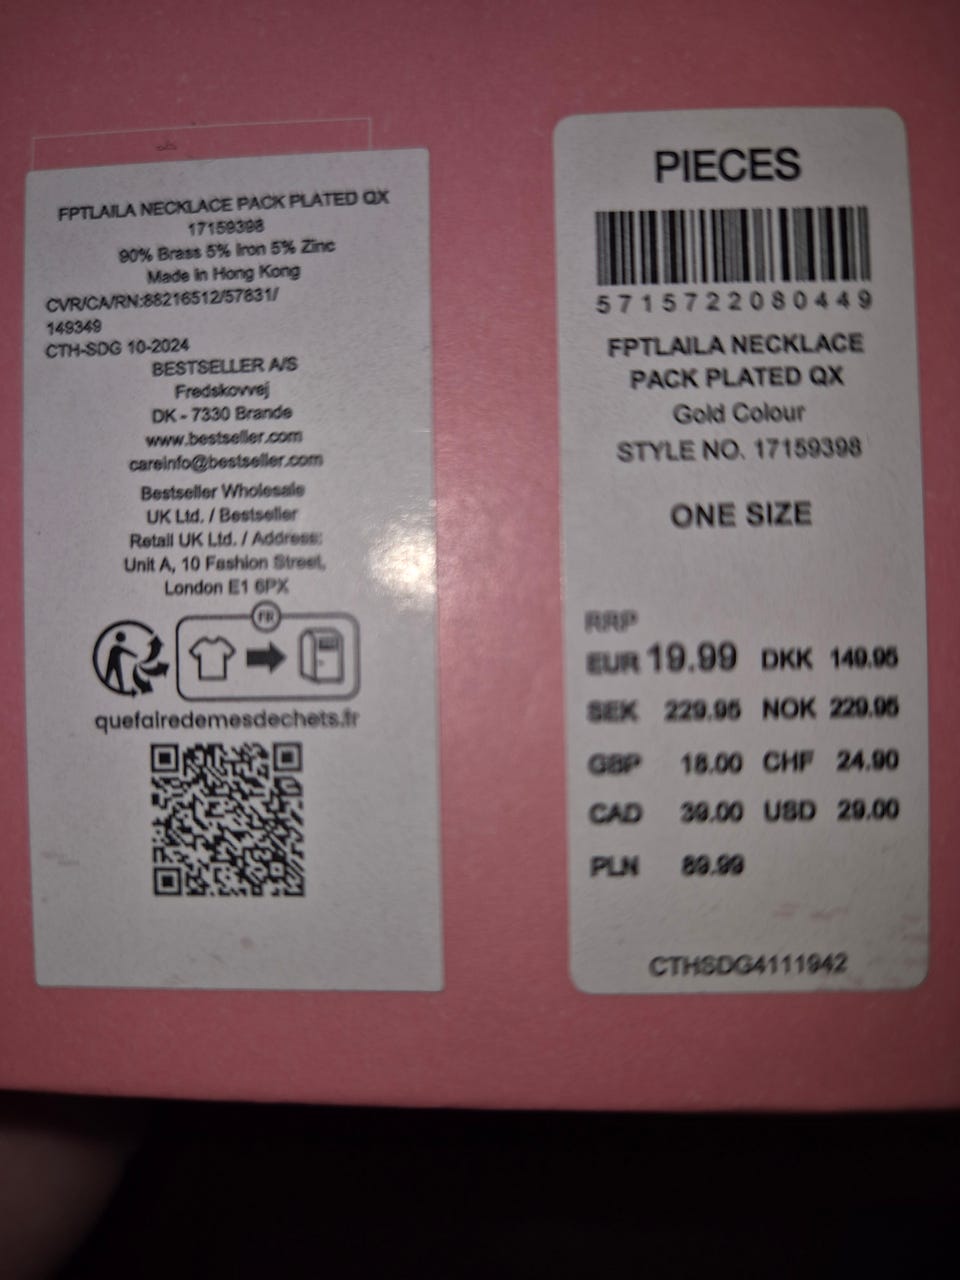 FPTLAILA NECKLACE PACK PLATED QX
17159398
90% Brass 5% Iron 5% Zinc
Made in Hong Kong
CVR/CA/RN:88216512/57831/
149349
CTH-SDG 10-2024
BESTSELLER A/S
Fredskovvej
DK - 7330 Brande
www.bestseller.com
careinfo@bestseller.com
Bestseller Wholesale
UK Ltd. / Bestseller
Retail UK Ltd. / Address:
Unit A, 10 Fashion Street,
London E1 6PX
FR
quefairedemesdechets.fr
PIECES
5715722080449
FPTLAILA NECKLACE
PACK PLATED QX
Gold Colour
STYLE NO. 17159398
ONE SIZE
RRP
EUR 19.99 DKK 149.95
SEK 229.95 NOK 229.95
GBP 18.00 CHF 24.90
CAD 39.00 USD 29.00
PLN 89.99
CTHSDG4111942